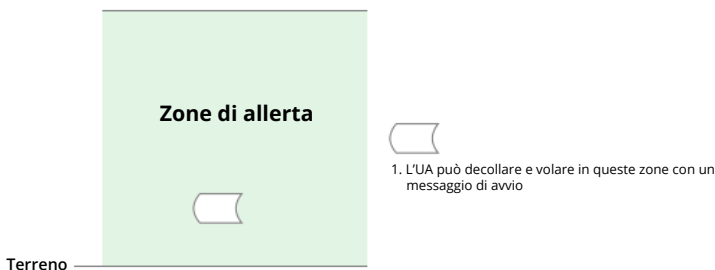 Zone di allerta
1. L'UA può decollare e volare in queste zone con un
messaggio di avvio
Terreno